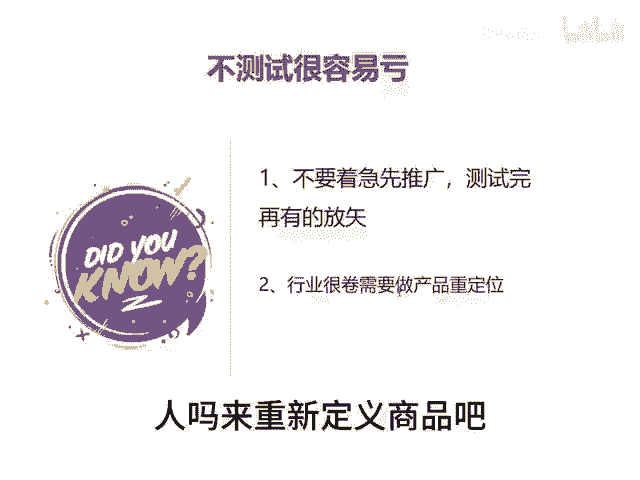 不测试很容易亏
1、不要着急先推广，测试完
再有的放矢
DID YOU
KNOW?
2、行业很卷需要做产品重定位
人吗来重新定义商品吧